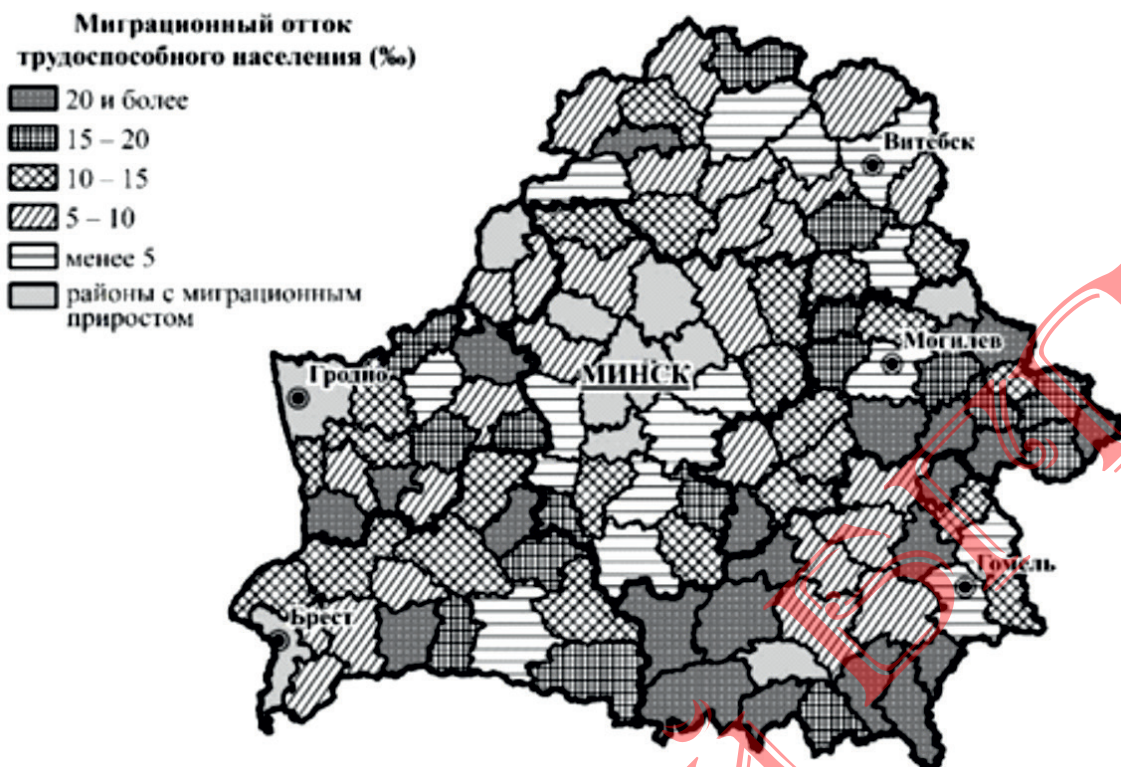 Миграционный отток
трудоспособного населения (‰)
20 и более
15 – 20
10 – 15
5 – 10
менее 5
районы с миграционным
приростом
Витебск
Могилев
Гродно
МИНСК
Гомель
Брест